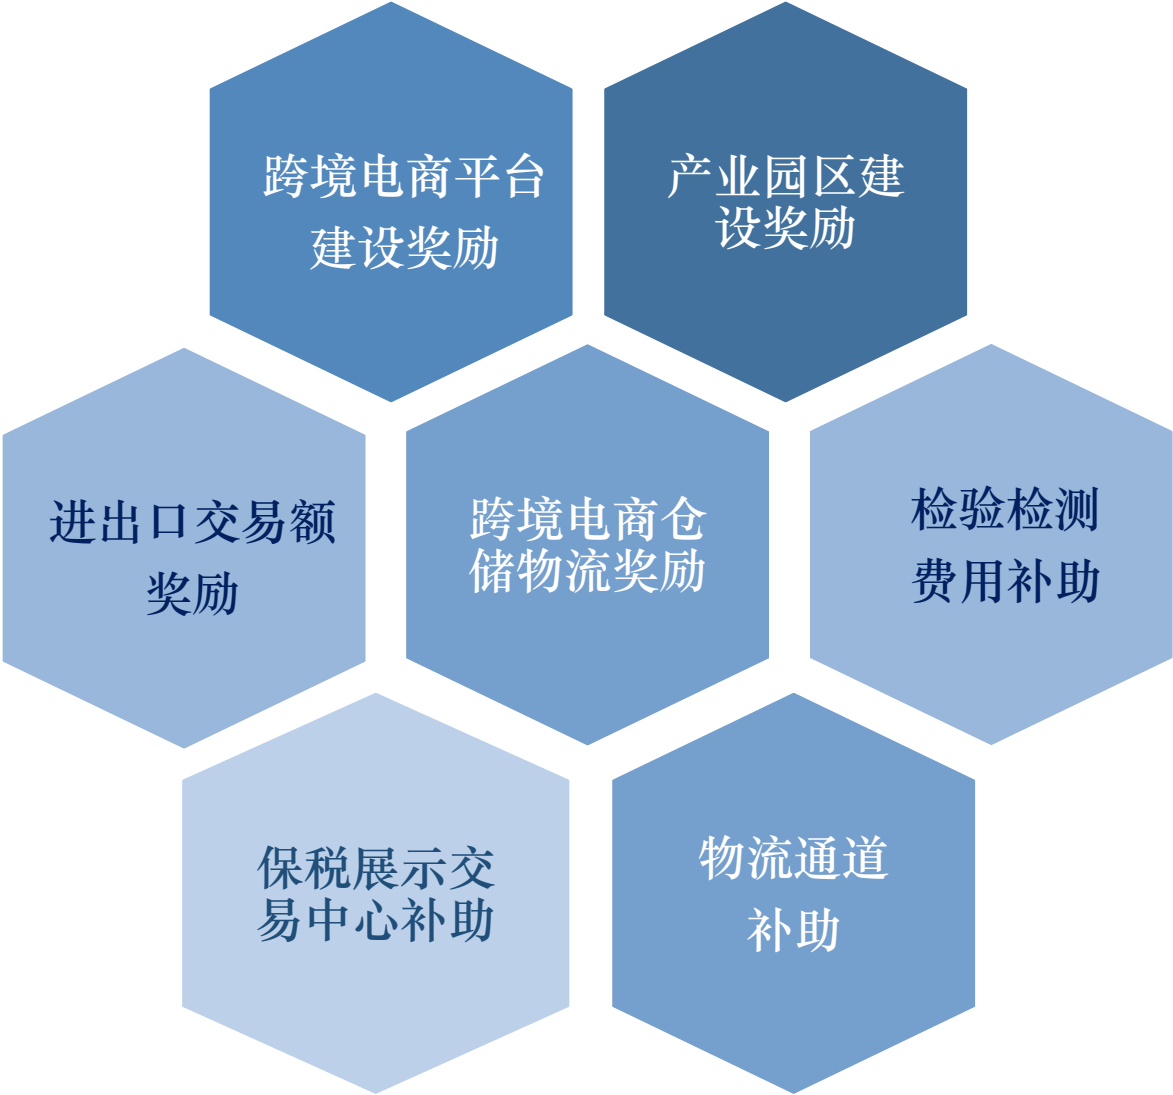 跨境电商平台
建设奖励
产业园区建
设奖励
进出口交易额
奖励
跨境电商仓
储物流奖励
检验检测
费用补助
保税展示交
易中心补助
物流通道
补助